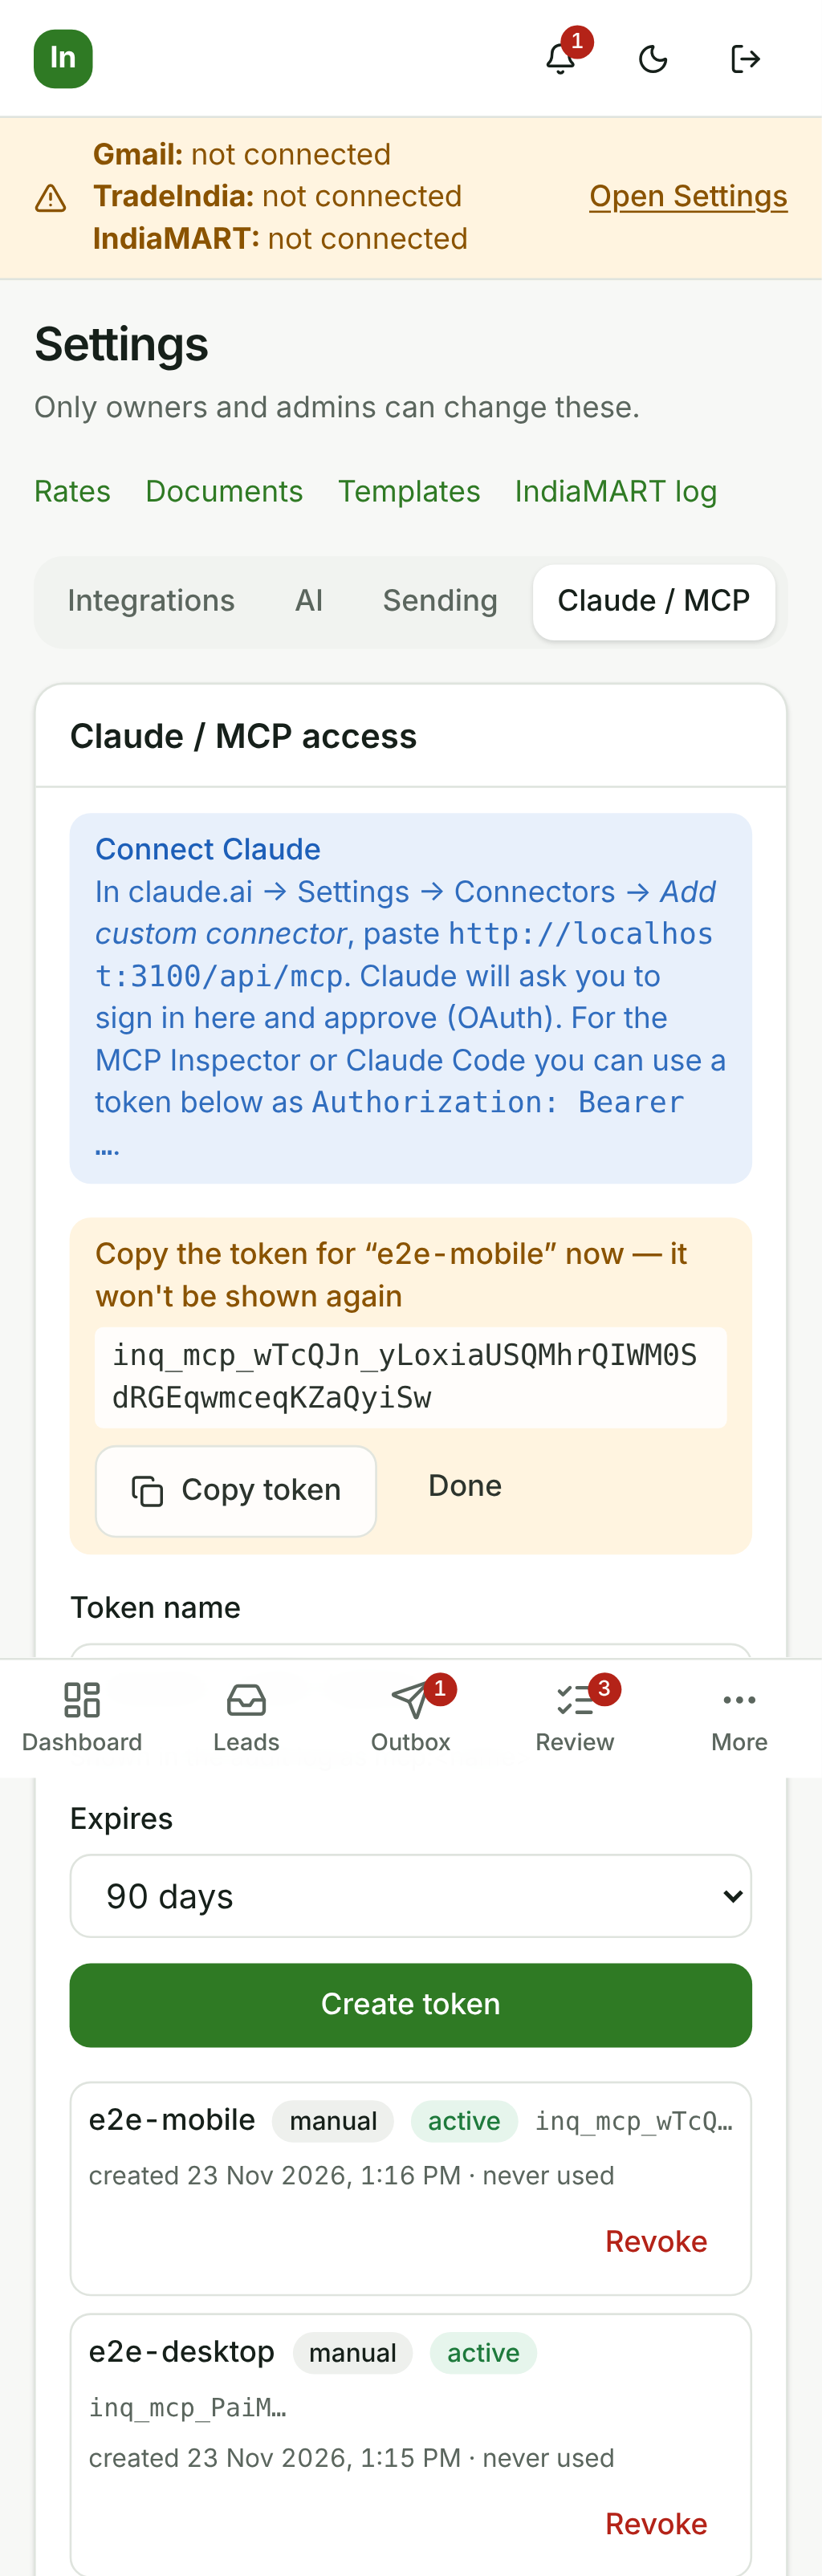 In
1
Gmail: not connected
TradeIndia: not connected
IndiaMART: not connected
Open Settings
Settings
Only owners and admins can change these.
Rates Documents Templates IndiaMART log
Integrations AI Sending Claude / MCP
Claude / MCP access
Connect Claude
In claude.ai → Settings → Connectors → Add
custom connector, paste http://localhos
t:3100/api/mcp. Claude will ask you to
sign in here and approve (OAuth). For the
MCP Inspector or Claude Code you can use a
token below as Authorization: Bearer
….
Copy the token for “e2e-mobile” now — it
won't be shown again
inq_mcp_wTcQJn_yLoxiaUSQMhrQIWM0S
dRGEqwmceqKZaQyiSw
Copy token Done
Token name
1 3
Dashboard Leads Outbox Review More
Expires
90 days
Create token
e2e-mobile manual active inq_mcp_wTcQ…
created 23 Nov 2026, 1:16 PM · never used
Revoke
e2e-desktop manual active
inq_mcp_PaiM…
created 23 Nov 2026, 1:15 PM · never used
Revoke